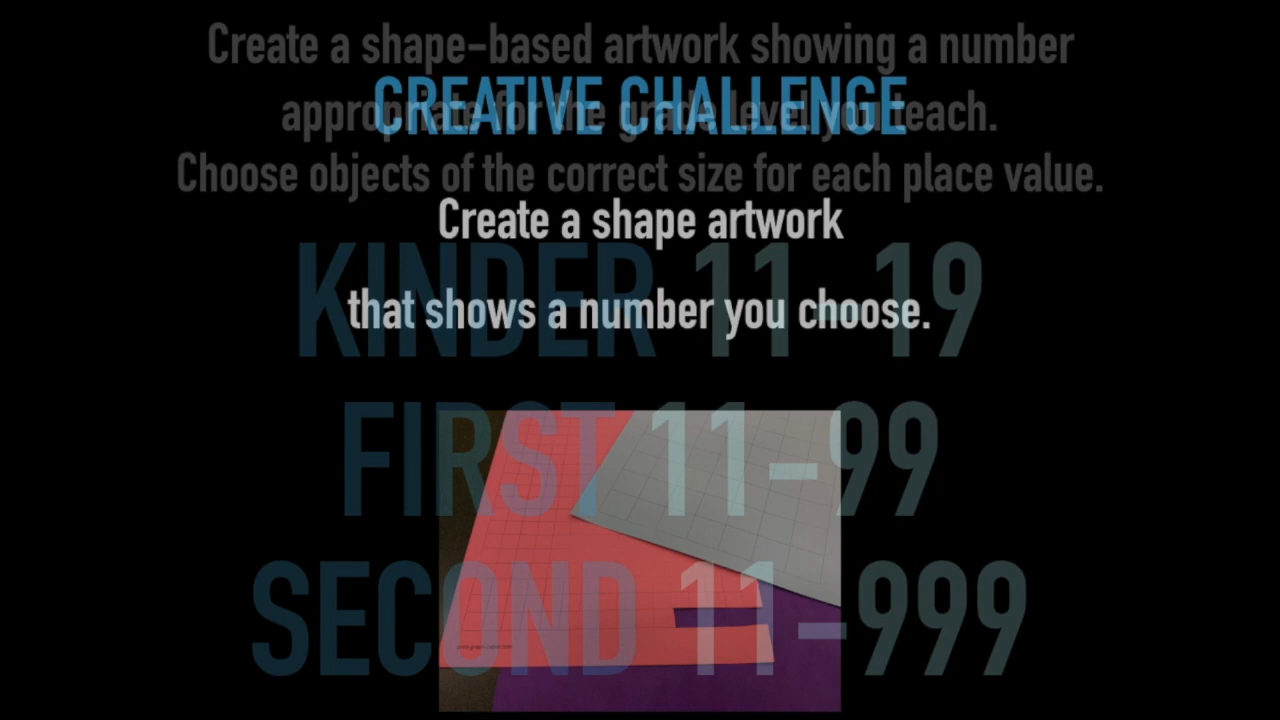 Create a shape-based artwork showing a number
CREATIVE CHALLENGE
appropriate for the grade level you teach.
Choose objects of the correct size for each place value.
Create a shape artwork
KINDER 11-19
that shows a number you choose.
FIRST 11-99
SECOND 11-999